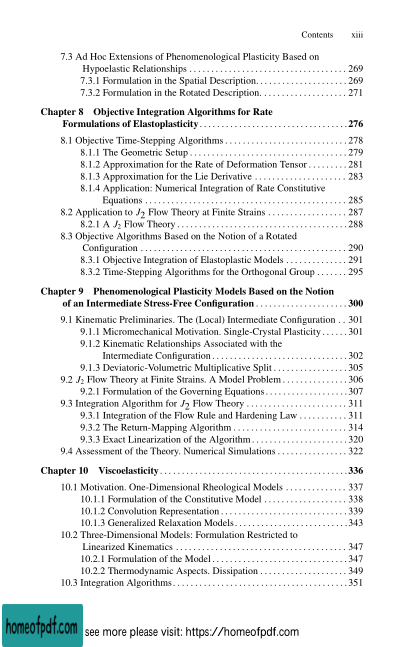 Contents xiii
7.3 Ad Hoc Extensions of Phenomenological Plasticity Based on
Hypoelastic Relationships . . . . . . . . . . . . . . . . . . . . . . . . . . . . . . . . . . . . 269
7.3.1 Formulation in the Spatial Description. . . . . . . . . . . . . . . . . . . . . 269
7.3.2 Formulation in the Rotated Description. . . . . . . . . . . . . . . . . . . . 271
Chapter 8 Objective Integration Algorithms for Rate
Formulations of Elastoplasticity . . . . . . . . . . . . . . . . . . . . . . . . . . . . . . . . . . 276
8.1 Objective Time-Stepping Algorithms . . . . . . . . . . . . . . . . . . . . . . . . . . . . 278
8.1.1 The Geometric Setup . . . . . . . . . . . . . . . . . . . . . . . . . . . . . . . . . . . . 279
8.1.2 Approximation for the Rate of Deformation Tensor . . . . . . . . . 281
8.1.3 Approximation for the Lie Derivative . . . . . . . . . . . . . . . . . . . . . 283
8.1.4 Application: Numerical Integration of Rate Constitutive
Equations . . . . . . . . . . . . . . . . . . . . . . . . . . . . . . . . . . . . . . . . . . . . . . 285
8.2 Application to J2 Flow Theory at Finite Strains . . . . . . . . . . . . . . . . . . 287
8.2.1 A J2 Flow Theory . . . . . . . . . . . . . . . . . . . . . . . . . . . . . . . . . . . . . . . 288
8.3 Objective Algorithms Based on the Notion of a Rotated
Configuration . . . . . . . . . . . . . . . . . . . . . . . . . . . . . . . . . . . . . . . . . . . . . . . 290
8.3.1 Objective Integration of Elastoplastic Models . . . . . . . . . . . . . . 291
8.3.2 Time-Stepping Algorithms for the Orthogonal Group . . . . . . . 295
Chapter 9 Phenomenological Plasticity Models Based on the Notion
of an Intermediate Stress-Free Configuration . . . . . . . . . . . . . . . . . . . . . 300
9.1 Kinematic Preliminaries. The (Local) Intermediate Configuration . . 301
9.1.1 Micromechanical Motivation. Single-Crystal Plasticity . . . . . . 301
9.1.2 Kinematic Relationships Associated with the
Intermediate Configuration . . . . . . . . . . . . . . . . . . . . . . . . . . . . . . . 302
9.1.3 Deviatoric-Volumetric Multiplicative Split . . . . . . . . . . . . . . . . . 305
9.2 J2 Flow Theory at Finite Strains. A Model Problem . . . . . . . . . . . . . . . 306
9.2.1 Formulation of the Governing Equations . . . . . . . . . . . . . . . . . . . 307
9.3 Integration Algorithm for J2 Flow Theory . . . . . . . . . . . . . . . . . . . . . . . 311
9.3.1 Integration of the Flow Rule and Hardening Law . . . . . . . . . . . 311
9.3.2 The Return-Mapping Algorithm . . . . . . . . . . . . . . . . . . . . . . . . . . 314
9.3.3 Exact Linearization of the Algorithm . . . . . . . . . . . . . . . . . . . . . . 320
9.4 Assessment of the Theory. Numerical Simulations . . . . . . . . . . . . . . . . 322
Chapter 10 Viscoelasticity . . . . . . . . . . . . . . . . . . . . . . . . . . . . . . . . . . . . . . . . . . . 336
10.1 Motivation. One-Dimensional Rheological Models . . . . . . . . . . . . . . 337
10.1.1 Formulation of the Constitutive Model . . . . . . . . . . . . . . . . . . . 338
10.1.2 Convolution Representation . . . . . . . . . . . . . . . . . . . . . . . . . . . . . 339
10.1.3 Generalized Relaxation Models . . . . . . . . . . . . . . . . . . . . . . . . . . 343
10.2 Three-Dimensional Models: Formulation Restricted to
Linearized Kinematics . . . . . . . . . . . . . . . . . . . . . . . . . . . . . . . . . . . . . . . 347
10.2.1 Formulation of the Model . . . . . . . . . . . . . . . . . . . . . . . . . . . . . . . 347
10.2.2 Thermodynamic Aspects. Dissipation . . . . . . . . . . . . . . . . . . . . 349
10.3 Integration Algorithms . . . . . . . . . . . . . . . . . . . . . . . . . . . . . . . . . . . . . . . . 351
homeofpdf.com see more please visit: https://homeofpdf.com